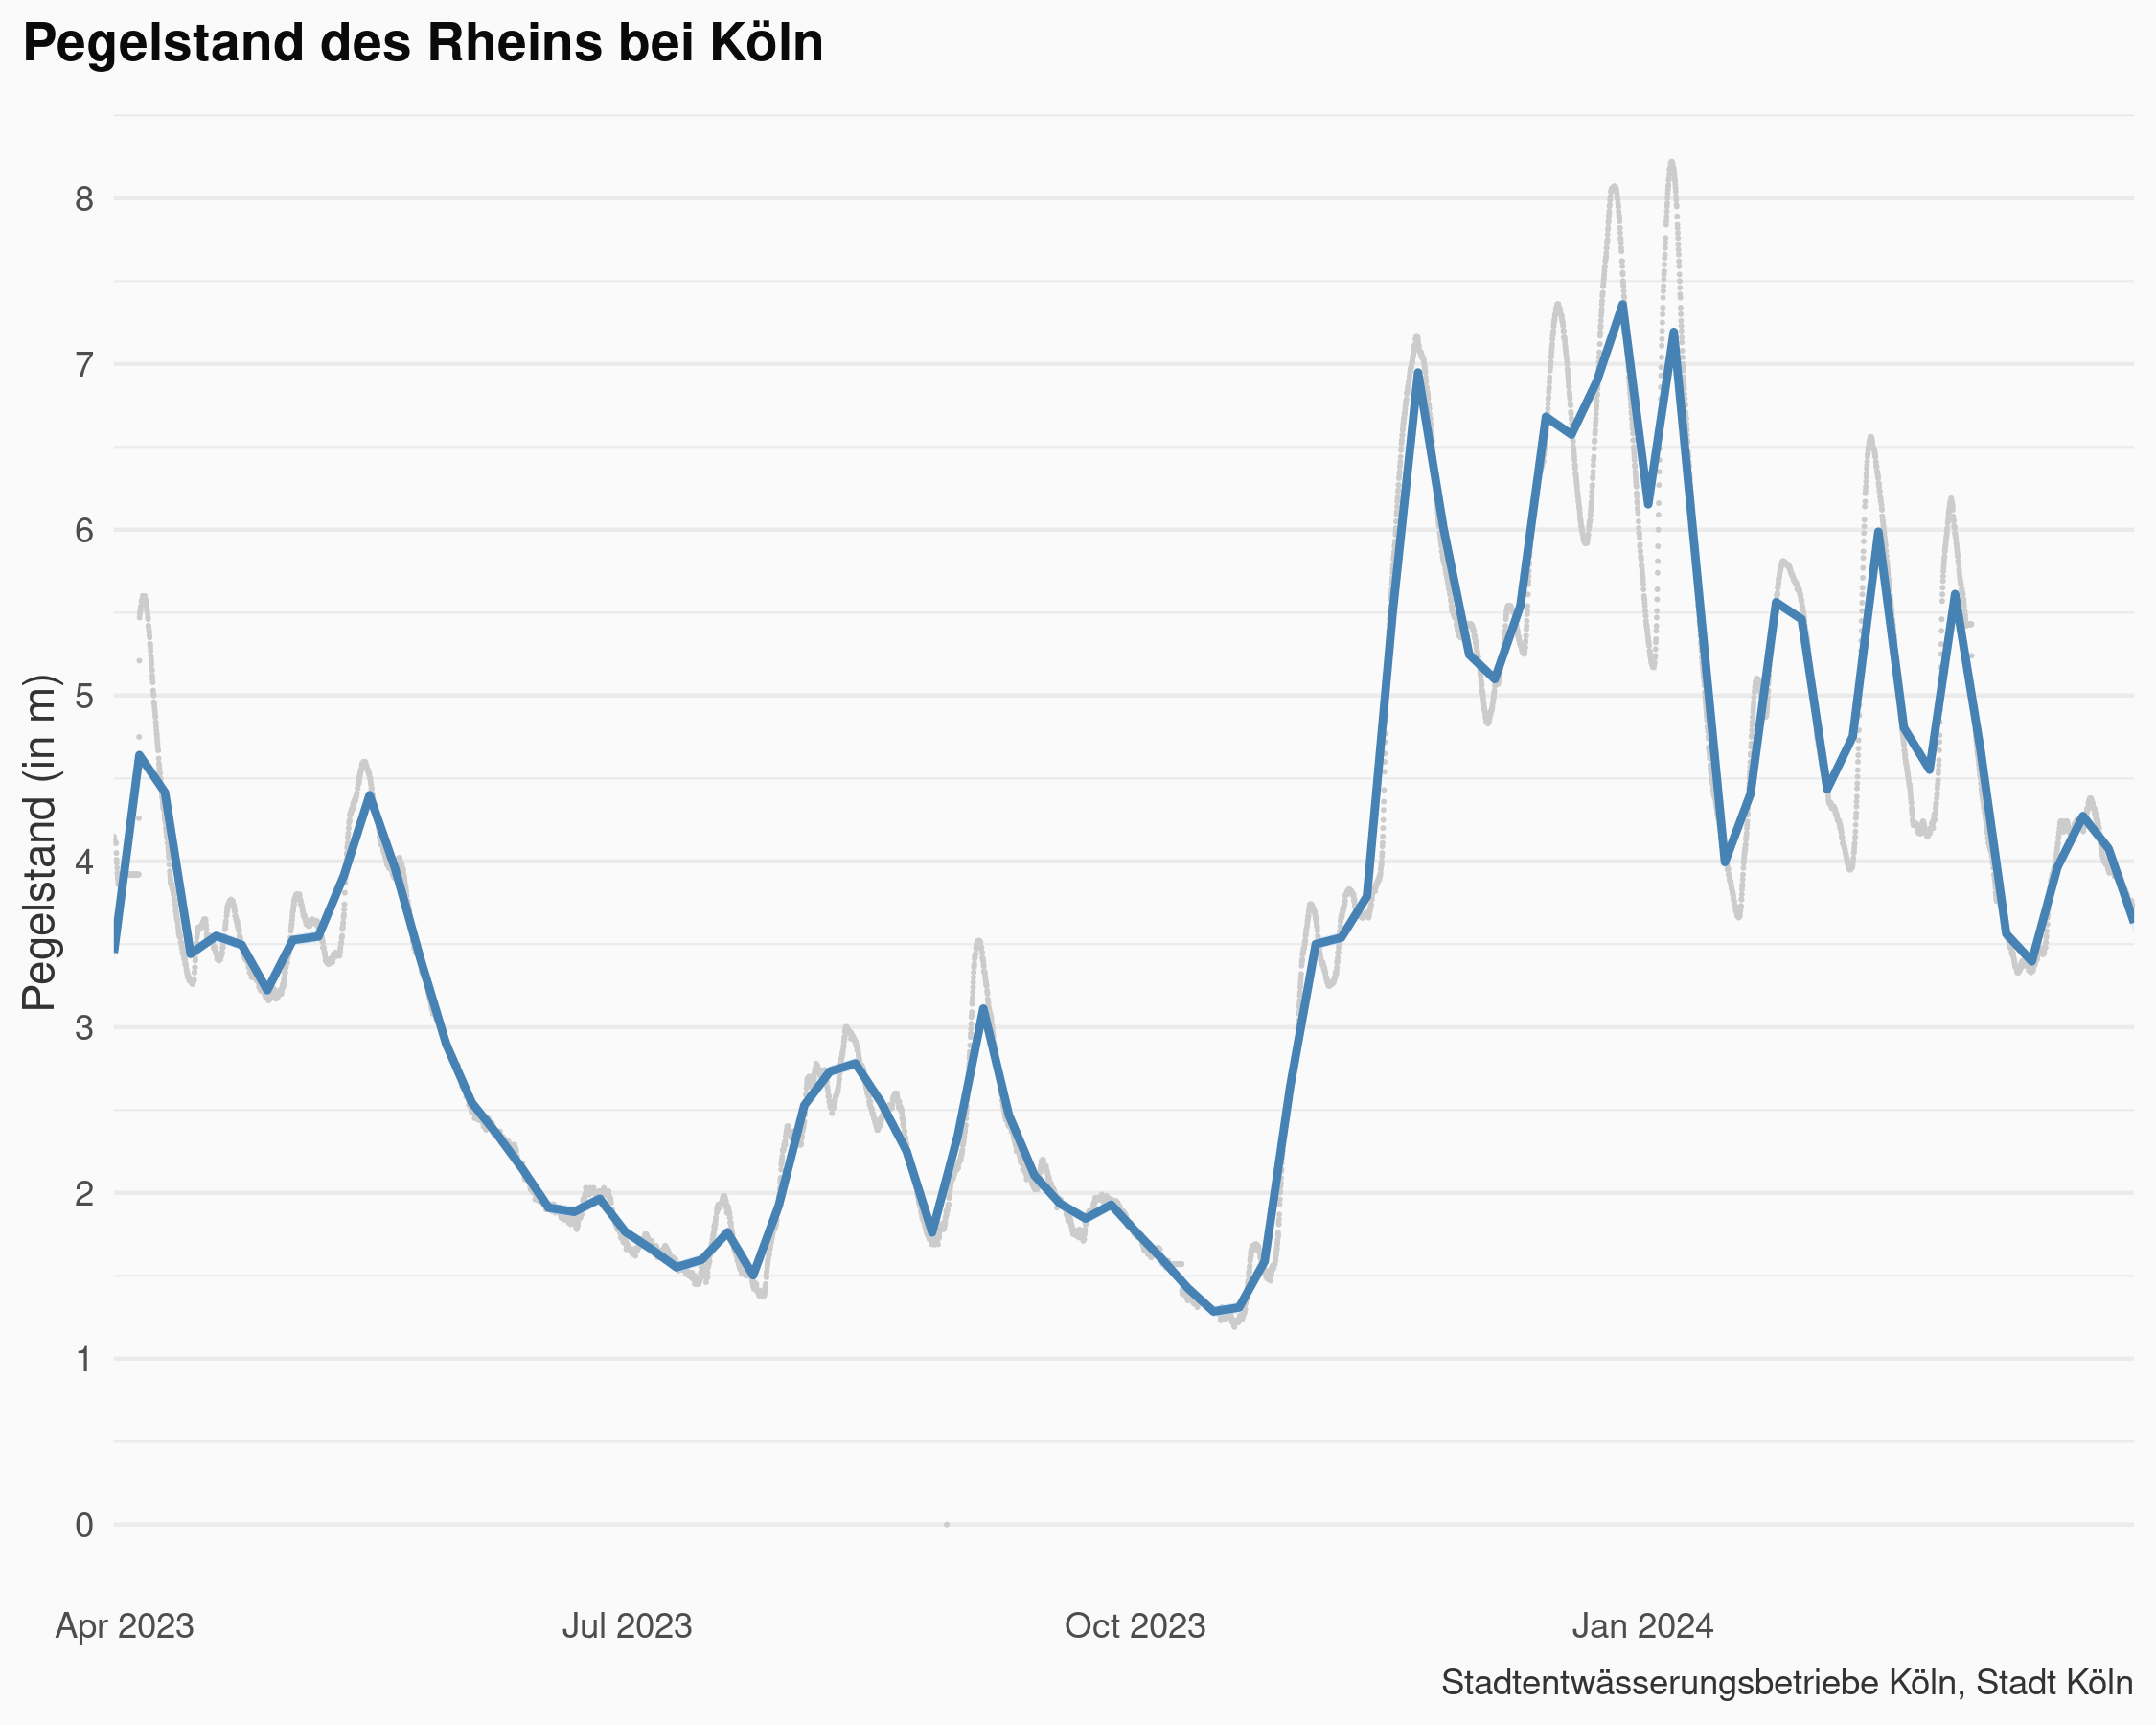 Pegelstand des Rheins bei Köln
Pegelstand (in m)
8
7
6
5
4
3
2
1
0
Apr 2023
Jul 2023
Oct 2023
Jan 2024
Stadtentwässerungsbetriebe Köln, Stadt Köln